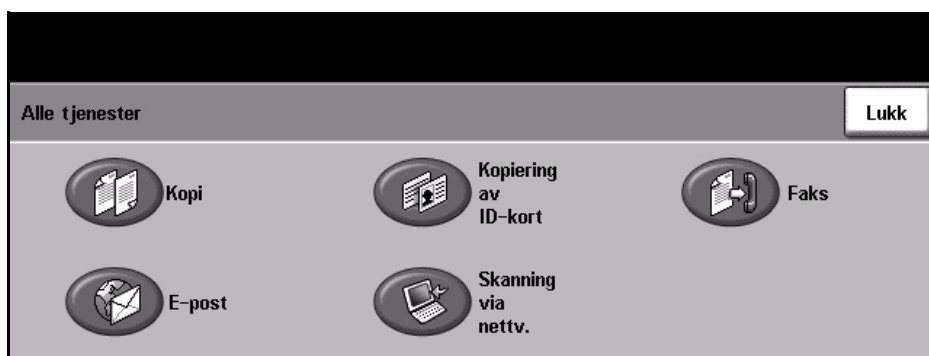 Alle tjenester
Lukk
Kopi
Kopiering
av
ID-kort
Faks
E-post
Skanning
via
nettv.